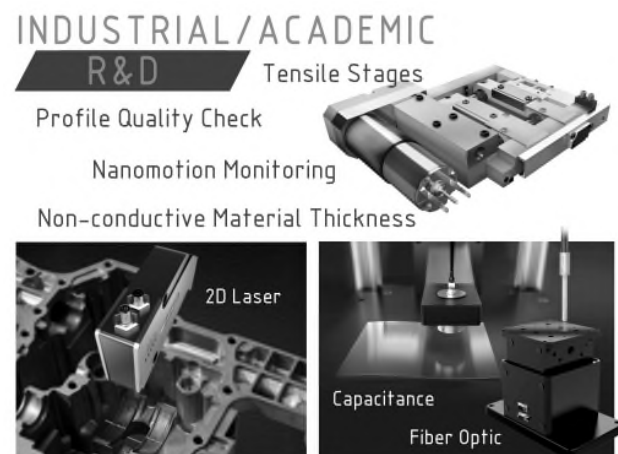 INDUSTRIAL/ACADEMIC
R&D
Tensile Stages
Profile Quality Check
Nanomotion Monitoring
Non-conductive Material Thickness
2D Laser
Capacitance
Fiber Optic